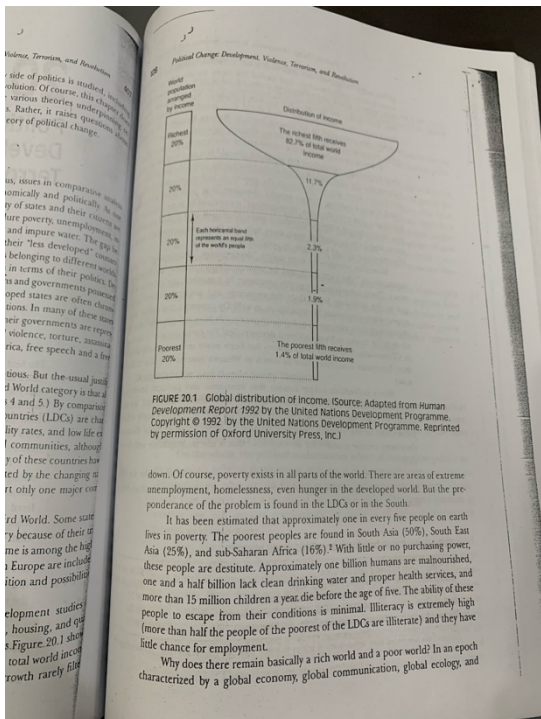 Violence, Terrorism, and Revolution
side of politics is studied,
volution. Of course, this chapter
various theories underpinning
s. Rather, it raises questions
eory of political change.
us, issues in comparative
nomically and politically.
y of states and their citizens
ure poverty, unemployment,
and impure water. The gap
their "less developed"
belonging to different worlds
in terms of their politics.
ns and governments
oped states are often
tions. In many of these states
eir governments are
violence, torture,
rica, free speech and a free
tious. But the usual
d World category is that
4 and 5.) By comparison
ountries (LDCs) are
lity rates, and low life
communities, although
y of these countries have
ted by the changing
rt only one major
rd World. Some states
y because of their
me is among the
Europe are included
ition and possibility
elopment studies
, housing, and
s. Figure 20.1
total world income
rowth rarely
Political Change: Development, Violence, Terrorism, and Revolution
World
population
arranged
by income
Distribution of income
Richest
20%
The richest fifth receives
82.7% of total world
income
20%
11.7%
20%
Each horizontal band
represents an equal fifth
of the world's people
2.3%
20%
1.9%
Poorest
20%
The poorest fifth receives
1.4% of total world income
FIGURE 20.1 Global distribution of income. (Source: Adapted from Human
Development Report 1992 by the United Nations Development Programme.
Copyright © 1992 by the United Nations Development Programme. Reprinted
by permission of Oxford University Press, Inc.)
down. Of course, poverty exists in all parts of the world. There are areas of extreme
unemployment, homelessness, even hunger in the developed world. But the pre-
ponderance of the problem is found in the LDCs or in the South.
It has been estimated that approximately one in every five people on earth
lives in poverty. The poorest peoples are found in South Asia (50%), South East
Asia (25%), and sub-Saharan Africa (16%).² With little or no purchasing power,
these people are destitute. Approximately one billion humans are malnourished,
one and a half billion lack clean drinking water and proper health services, and
more than 15 million children a year die before the age of five. The ability of these
people to escape from their conditions is minimal. Illiteracy is extremely high
(more than half the people of the poorest of the LDCs are illiterate) and they have
little chance for employment.
Why does there remain basically a rich world and a poor world? In an epoch
characterized by a global economy, global communication, global ecology, and